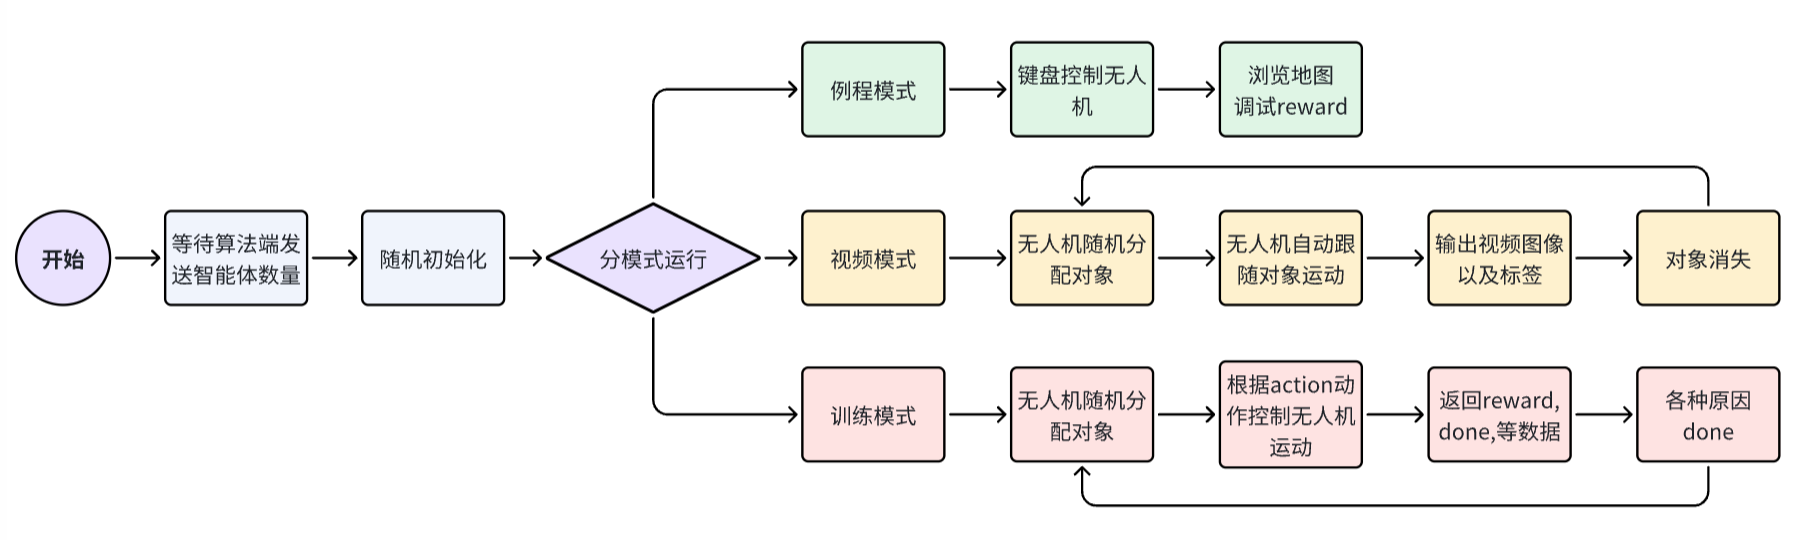 开始
等待算法端发
送智能体数量
随机初始化
分模式运行
例程模式
键盘控制无人
机
浏览地图
调试reward
视频模式
无人机随机分
配对象
无人机自动跟
随对象运动
输出视频图像
以及标签
对象消失
训练模式
无人机随机分
配对象
根据action动
作控制无人机
运动
返回reward,
done,等数据
各种原因
done